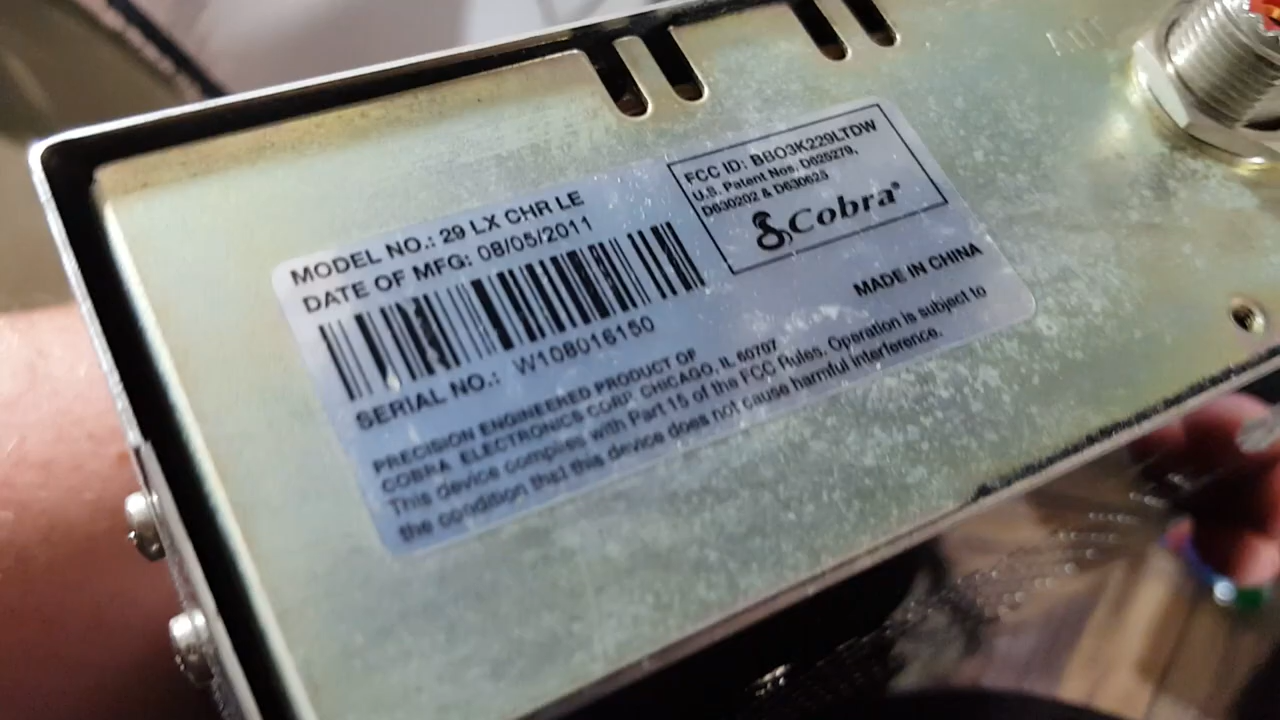 MODEL NO.: 29 LX CHR LE
DATE OF MFG: 08/05/2011
W108016150
SERIAL NO.:
FCC ID: BBO3K229LTDW
U.S. Patent Nos. D625279,
D630202 & D630623
Cobra®
MADE IN CHINA
PRECISION ENGINEERED PRODUCT OF
COBRA ELECTRONICS CORP. CHICAGO, IL 60707
This device complies with Part 15 of the FCC Rules. Operation is subject to
the condition that this device does not cause harmful interference.